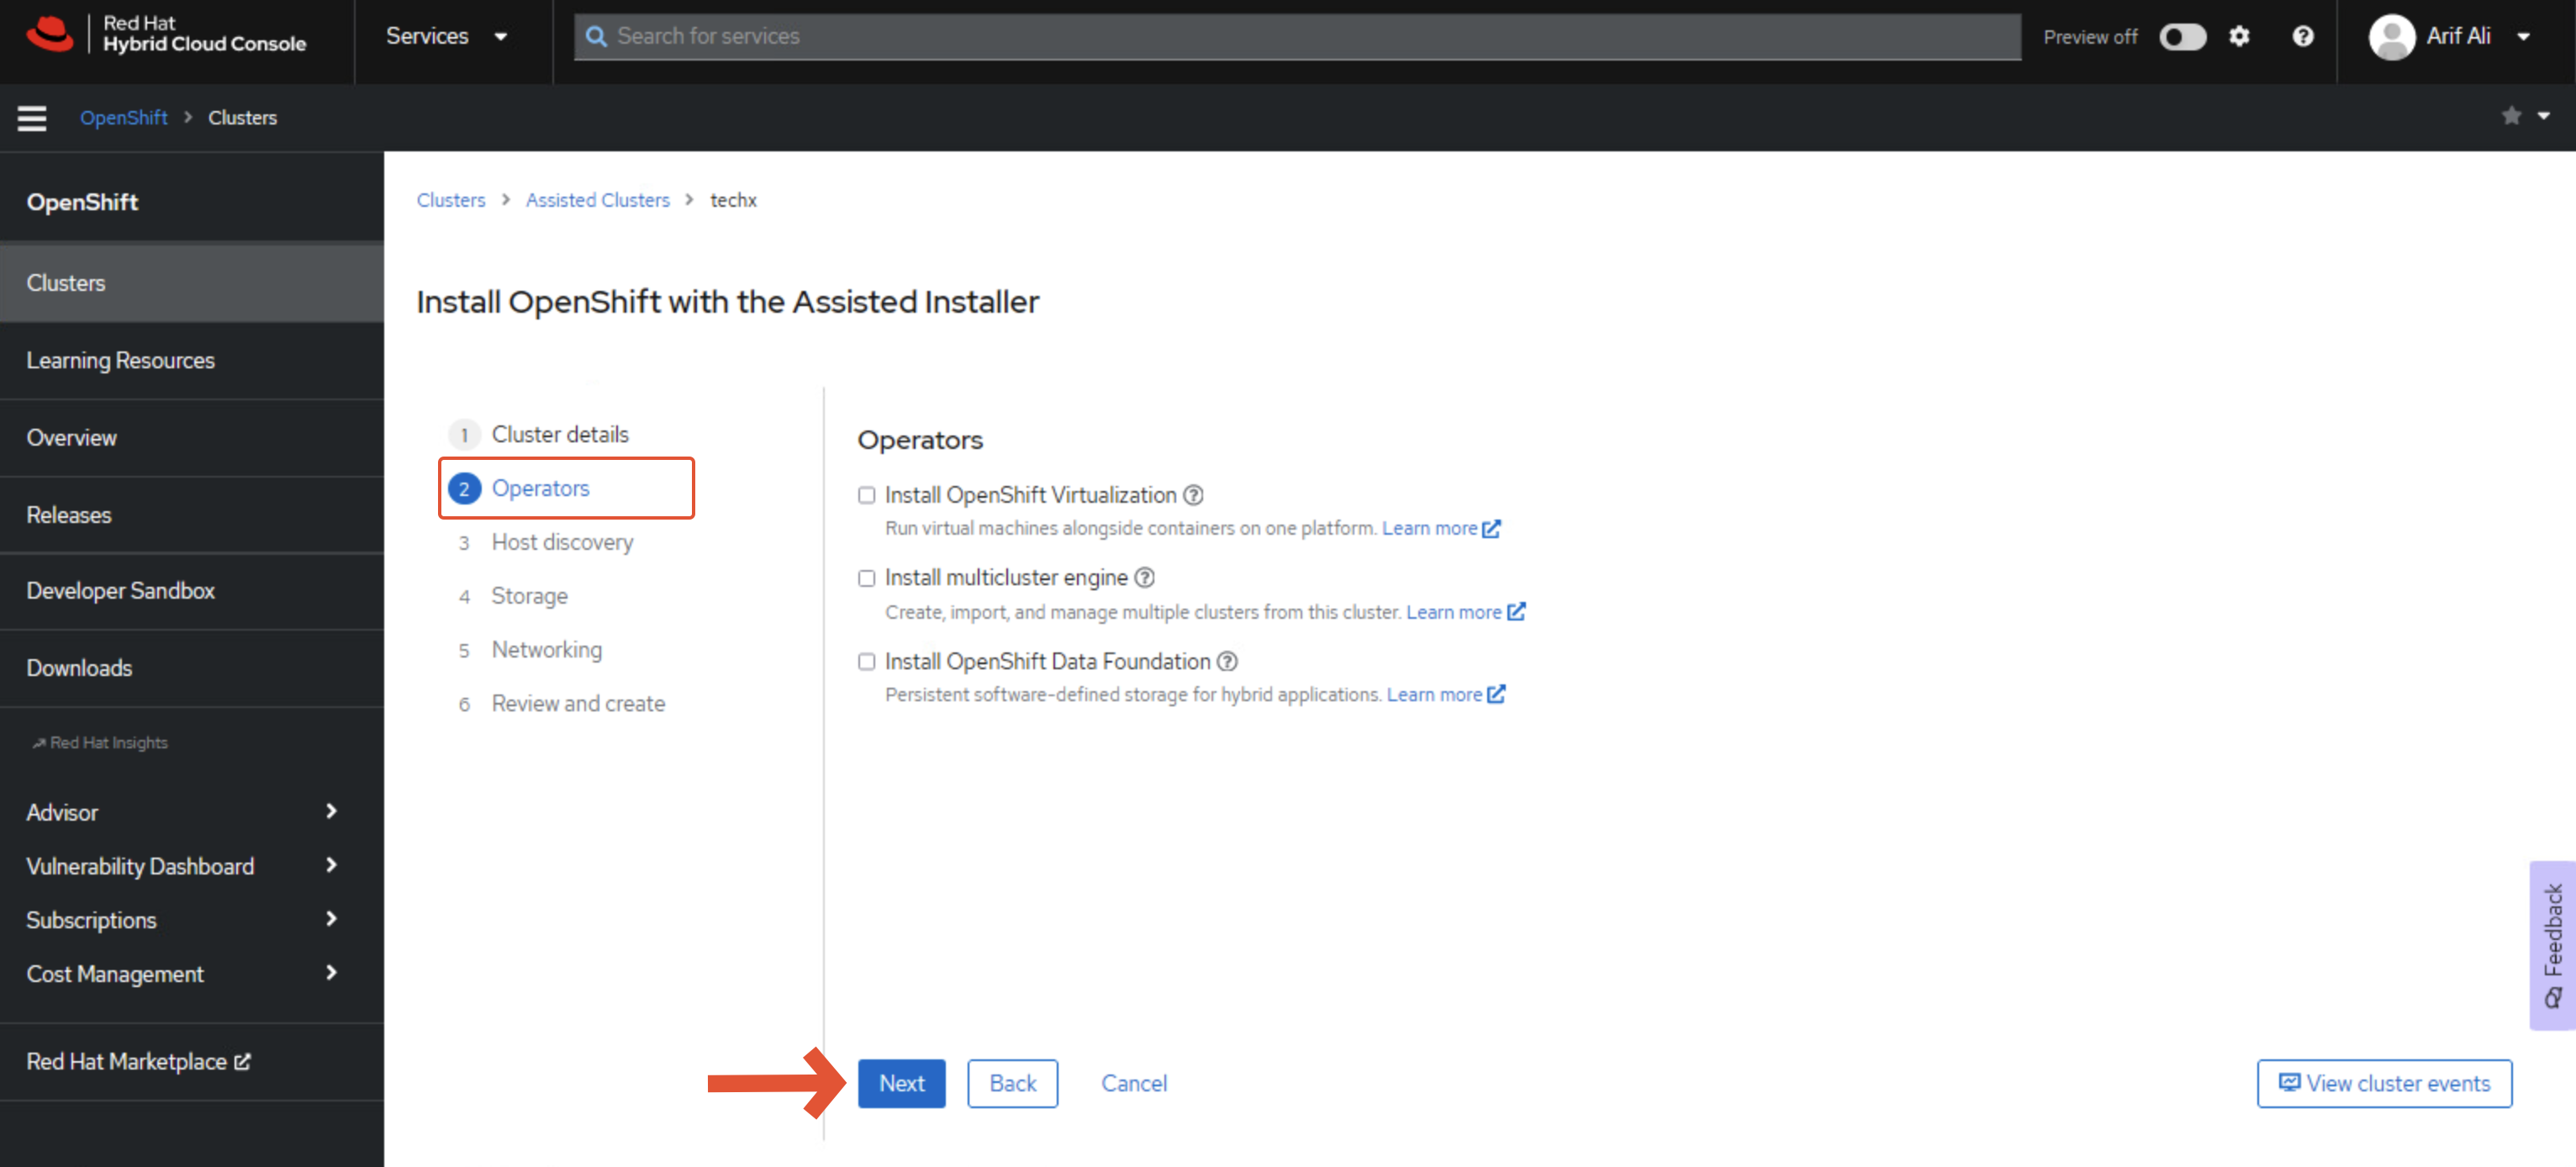 Red Hat
Hybrid Cloud Console
Services
Search for services
Preview off
Arif Ali
OpenShift
Clusters
OpenShift
Clusters
Learning Resources
Overview
Releases
Developer Sandbox
Downloads
Red Hat Insights
Advisor
Vulnerability Dashboard
Subscriptions
Cost Management
Red Hat Marketplace
Clusters > Assisted Clusters > techx
Install OpenShift with the Assisted Installer
1 Cluster details
2 Operators
3 Host discovery
4 Storage
5 Networking
6 Review and create
Operators
Install OpenShift Virtualization
Run virtual machines alongside containers on one platform. Learn more
Install multicluster engine
Create, import, and manage multiple clusters from this cluster. Learn more
Install OpenShift Data Foundation
Persistent software-defined storage for hybrid applications. Learn more
Next
Back
Cancel
View cluster events
Feedback